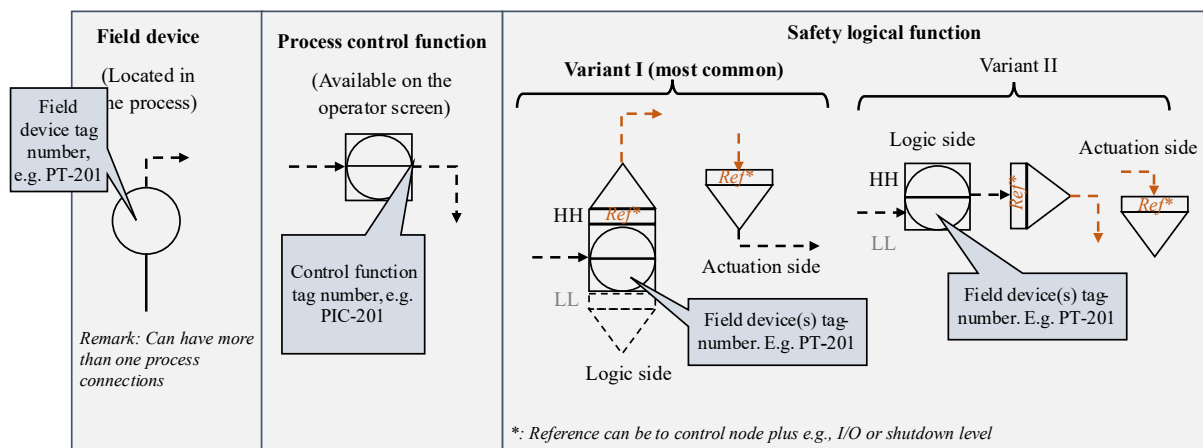 Field device
(Located in
ne process)
Field
device tag
number,
e.g. PT-201
Remark: Can have more
than one process
connections
Process control function
(Available on the
operator screen)
Control function
tag number, e.g.
PIC-201
Safety logical function
Variant I (most common)
HH
Ref*
LL
Logic side
Ref*
Actuation side
Field device(s) tag-
number. E.g. PT-201
Variant II
Logic side
HH
LL
Ref*
Actuation side
Ref*
Field device(s) tag-
number. E.g. PT-201
*: Reference can be to control node plus e.g., I/O or shutdown level